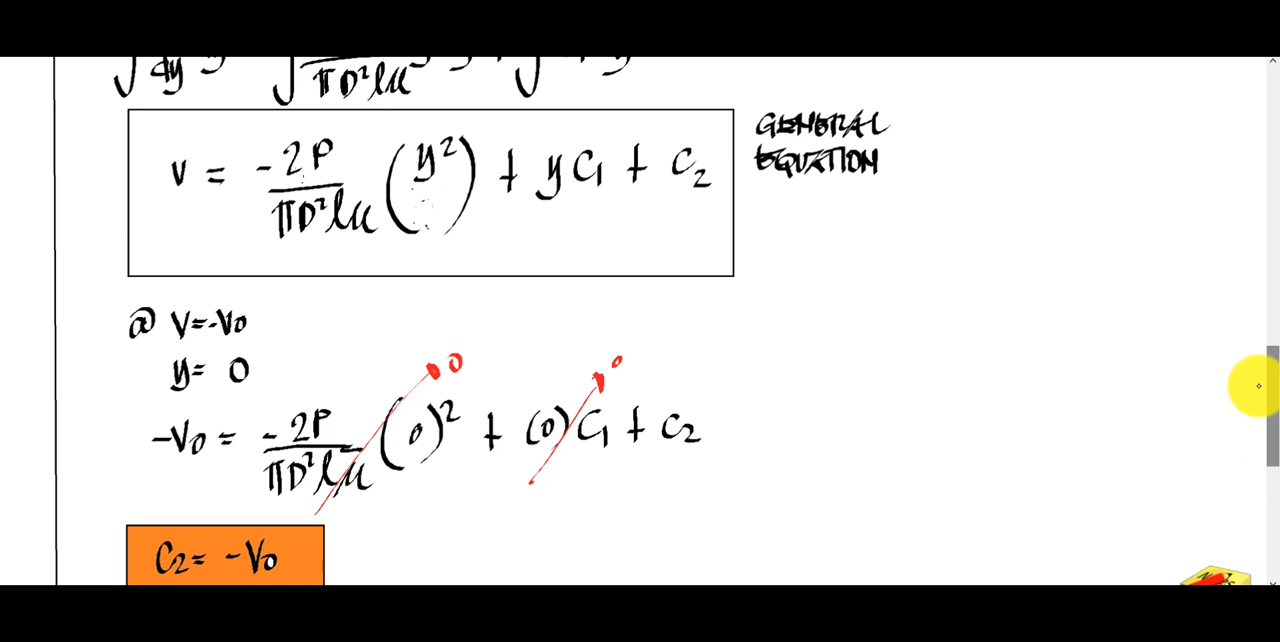 v = -2P / πD²lμ (y²) + yC₁ + C₂
GENERAL
EQUATION
@ V=-V₀
y= 0
0 0
-V₀ = -2P / πD²lμ (0)² + (0)C₁ + C₂
C₂= -V₀